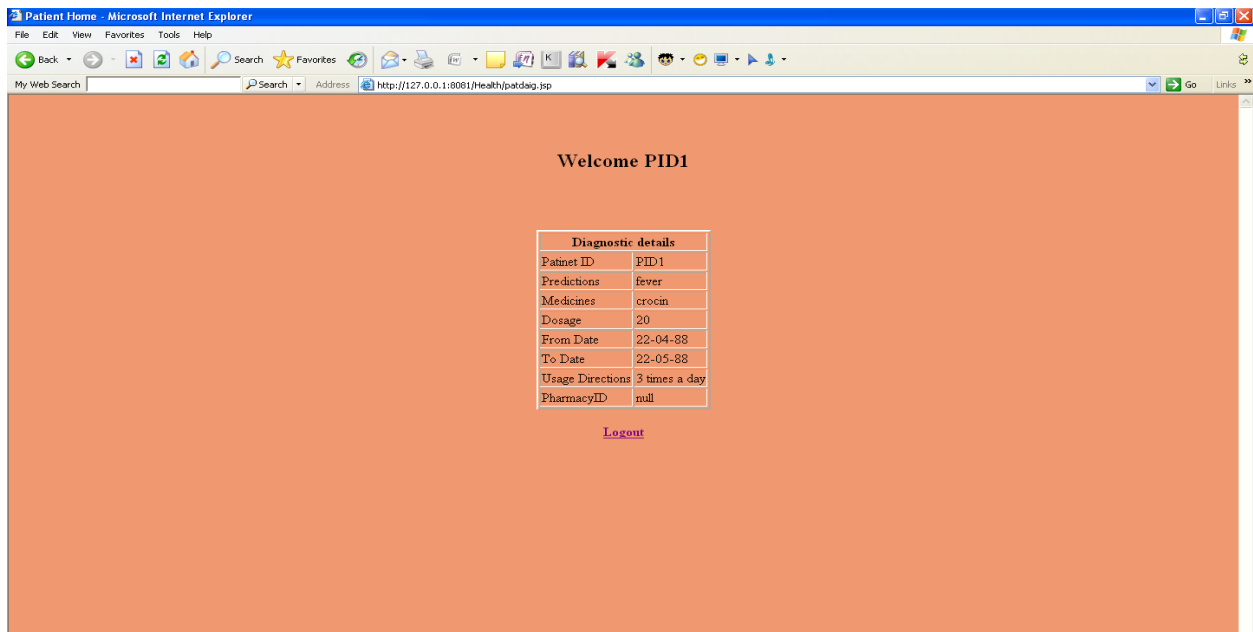 Patient Home - Microsoft Internet Explorer
File Edit View Favorites Tools Help
Back Search Favorites
My Web Search Search Address http://127.0.0.1:8081/Health/patdaig.jsp Go Links »
Welcome PID1
Diagnostic details
Patinet ID PID1
Predictions fever
Medicines crocin
Dosage 20
From Date 22-04-88
To Date 22-05-88
Usage Directions 3 times a day
PharmacyID null
Logout